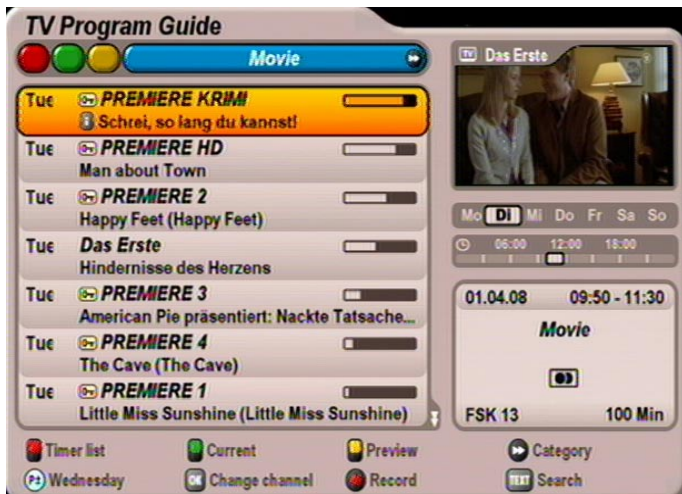 TV Program Guide
Movie
Tue PREMIERE KRIMI
Schrei, so lang du kannst!
Tue PREMIERE HD
Man about Town
Tue PREMIERE 2
Happy Feet (Happy Feet)
Tue Das Erste
Hindernisse des Herzens
Tue PREMIERE 3
American Pie präsentiert: Nackte Tatsache...
Tue PREMIERE 4
The Cave (The Cave)
Tue PREMIERE 1
Little Miss Sunshine (Little Miss Sunshine)
TV Das Erste
Mo Di Mi Do Fr Sa So
06:00 12:00 18:00
01.04.08 09:50 - 11:30
Movie
FSK 13 100 Min
Timer list Current Preview Category
P± Wednesday OK Change channel Record TEXT Search